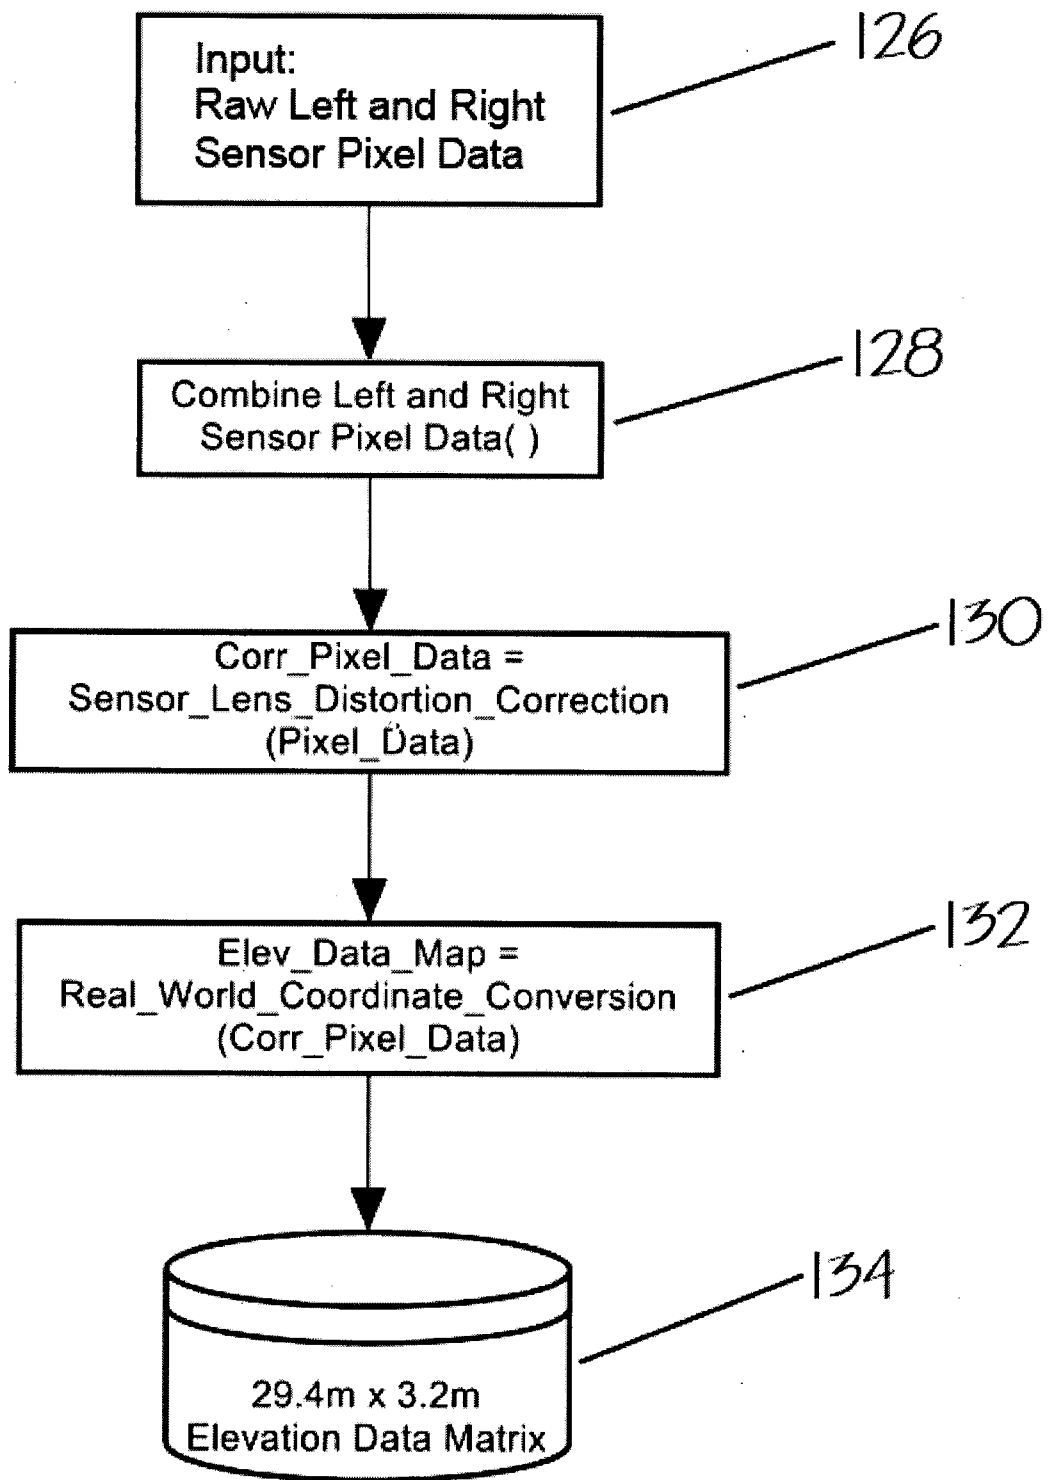 Input:
Raw Left and Right
Sensor Pixel Data
126
Combine Left and Right
Sensor Pixel Data( )
128
Corr_Pixel_Data =
Sensor_Lens_Distortion_Correction
(Pixel_Data)
130
Elev_Data_Map =
Real_World_Coordinate_Conversion
(Corr_Pixel_Data)
132
29.4m x 3.2m
Elevation Data Matrix
134